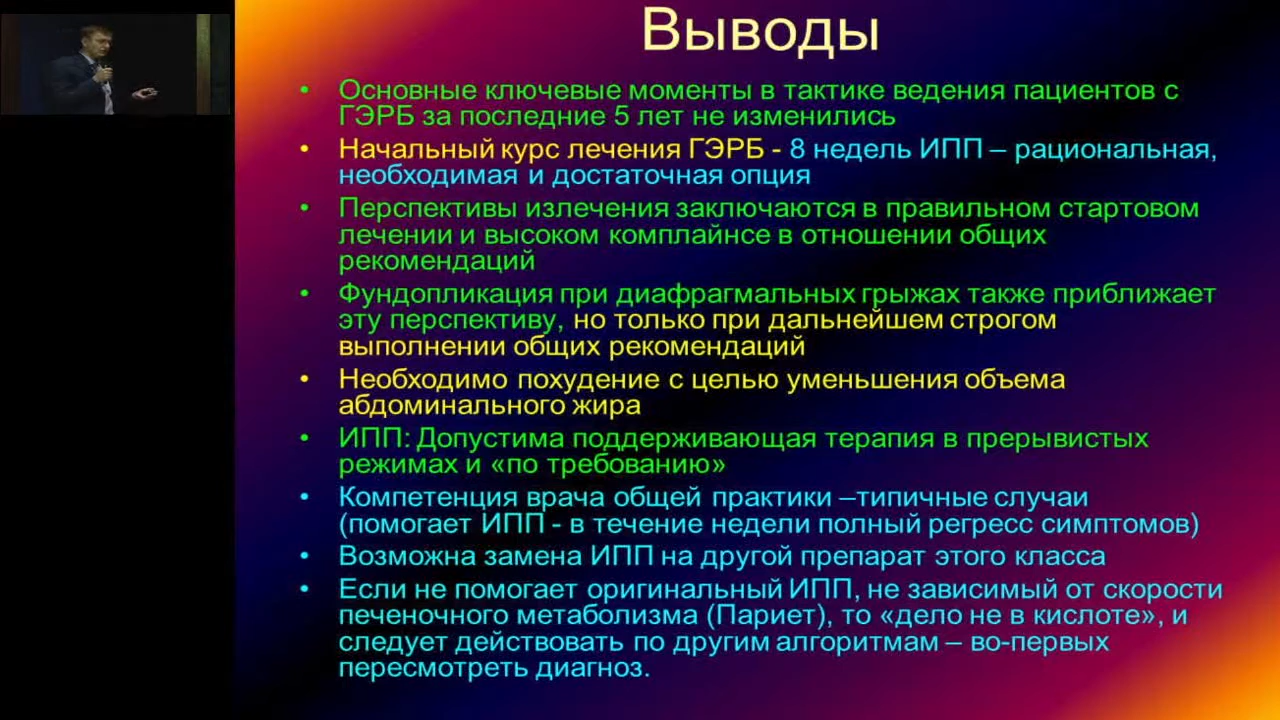 Выводы
• Основные ключевые моменты в тактике ведения пациентов с
ГЭРБ за последние 5 лет не изменились
• Начальный курс лечения ГЭРБ - 8 недель ИПП – рациональная,
необходимая и достаточная опция
• Перспективы излечения заключаются в правильном стартовом
лечении и высоком комплайнсе в отношении общих
рекомендаций
• Фундопликация при диафрагмальных грыжах также приближает
эту перспективу, но только при дальнейшем строгом
выполнении общих рекомендаций
• Необходимо похудение с целью уменьшения объема
абдоминального жира
• ИПП: Допустима поддерживающая терапия в прерывистых
режимах и «по требованию»
• Компетенция врача общей практики –типичные случаи
(помогает ИПП - в течение недели полный регресс симптомов)
• Возможна замена ИПП на другой препарат этого класса
• Если не помогает оригинальный ИПП, не зависимый от скорости
печеночного метаболизма (Париет), то «дело не в кислоте», и
следует действовать по другим алгоритмам – во-первых
пересмотреть диагноз.